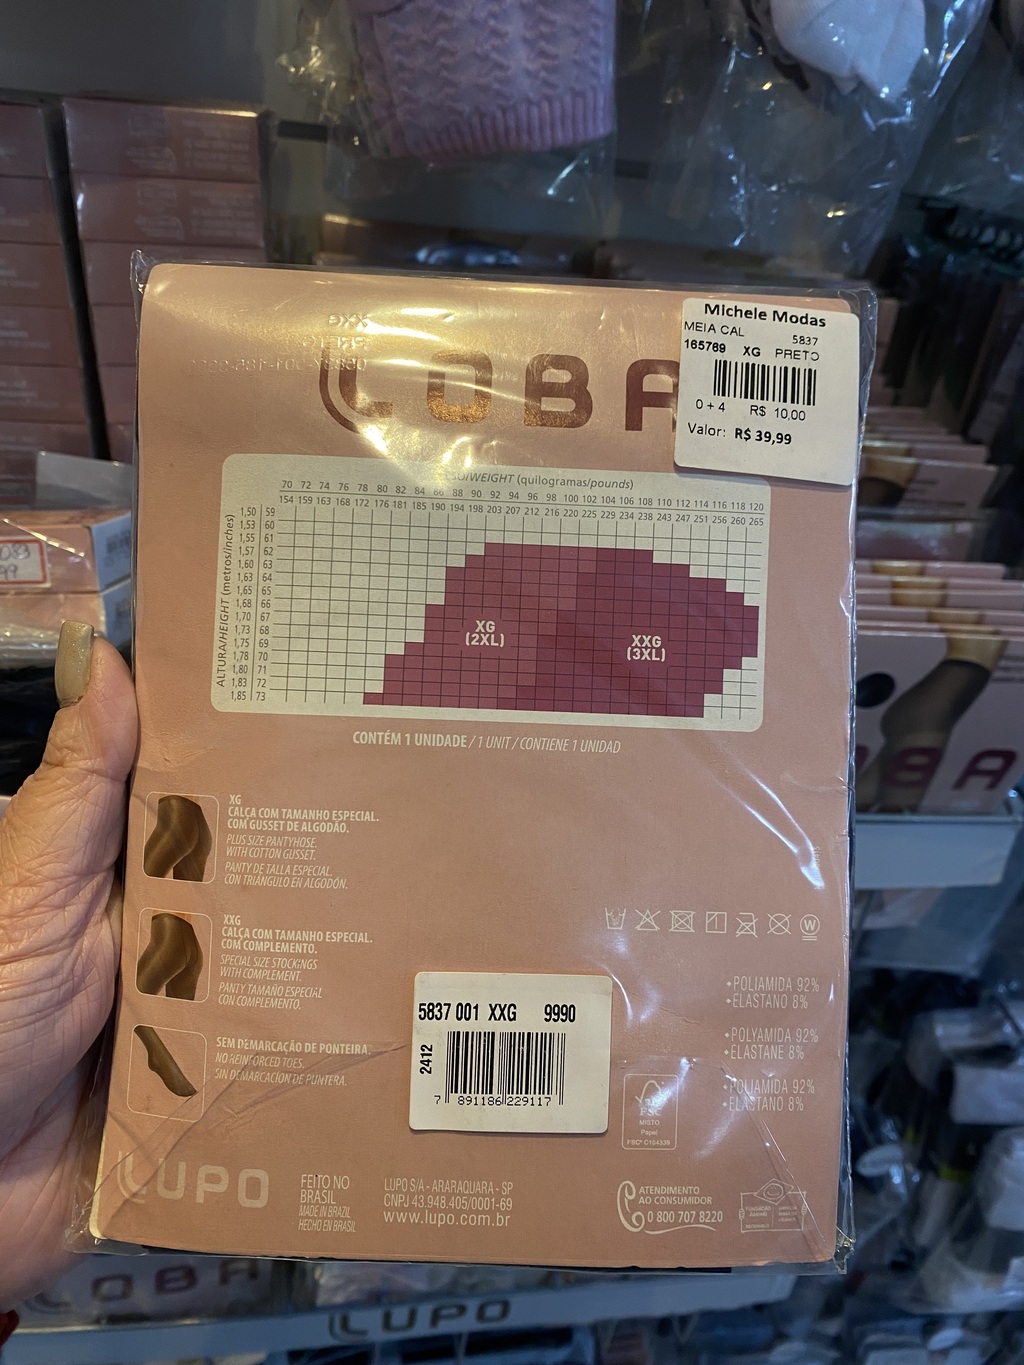 Michele Modas
MEIA CAL 5837
165769 XG PRETO
0 + 4 R$ 10,00
Valor: R$ 39,99
XXG
LOBA
/WEIGHT (quilogramas/pounds)
70 72 74 76 78 80 82 84 86 88 90 92 94 96 98 100 102 104 106 108 110 112 114 116 118 120
154 159 163 168 172 176 181 185 190 194 198 203 207 212 216 221 225 229 234 238 243 247 251 256 260 265
ALTURA/HEIGHT (metros/inches)
1,50 59
1,53 60
1,55 61
1,57 62
1,60 63
1,63 64
1,65 65
1,68 66
1,70 67
1,73 68
1,75 69
1,78 70
1,80 71
1,83 72
1,85 73
XG
(2XL)
XXG
(3XL)
CONTÉM 1 UNIDADE / 1 UNIT / CONTIENE 1 UNIDAD
XG
CALÇA COM TAMANHO ESPECIAL.
COM GUSSET DE ALGODÃO.
PLUS SIZE PANTYHOSE.
WITH COTTON GUSSET.
PANTY DE TALLA ESPECIAL.
CON TRIÁNGULO EN ALGODÓN.
XXG
CALÇA COM TAMANHO ESPECIAL.
COM COMPLEMENTO.
SPECIAL SIZE STOCKINGS
WITH COMPLEMENT.
PANTY TAMAÑO ESPECIAL
CON COMPLEMENTO.
SEM DEMARCAÇÃO DE PONTEIRA.
NO REINFORCED TOES.
SIN DEMARCACIÓN DE PUNTERA.
W
•POLIAMIDA 92%
•ELASTANO 8%
•POLYAMIDA 92%
•ELASTANE 8%
•POLIAMIDA 92%
•ELASTANO 8%
5837 001 XXG 9990
2412
7 891186 229117
FSC
MISTO
Papel
FSC® C104339
LUPO
FEITO NO
BRASIL
MADE IN BRAZIL
HECHO EN BRASIL
LUPO S/A - ARARAQUARA - SP
CNPJ 43.948.405/0001-69
www.lupo.com.br
ATENDIMENTO
AO CONSUMIDOR
0 800 707 8220
LOBA
LUPO
BA